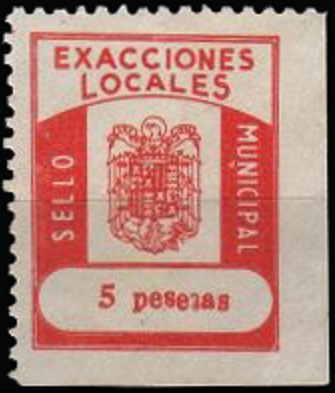 EXACCIONES
LOCALES
SELLO
MUNICIPAL
5 pesetas